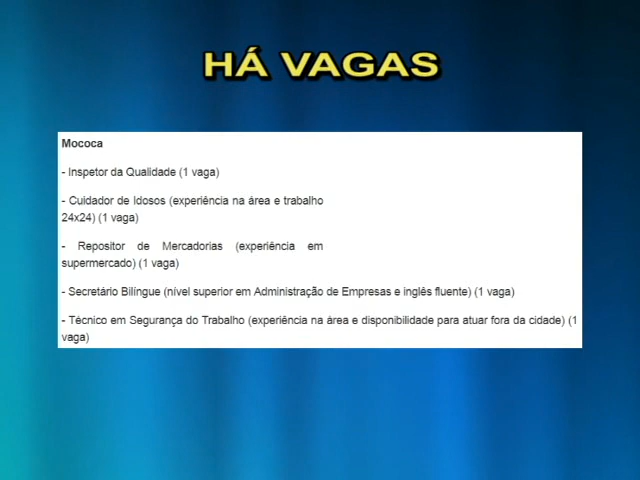 HÁ VAGAS
Mococa
- Inspetor da Qualidade (1 vaga)
- Cuidador de Idosos (experiência na área e trabalho
24x24) (1 vaga)
- Repositor de Mercadorias (experiência em
supermercado) (1 vaga)
- Secretário Bilíngue (nível superior em Administração de Empresas e inglês fluente) (1 vaga)
- Técnico em Segurança do Trabalho (experiência na área e disponibilidade para atuar fora da cidade) (1
vaga)